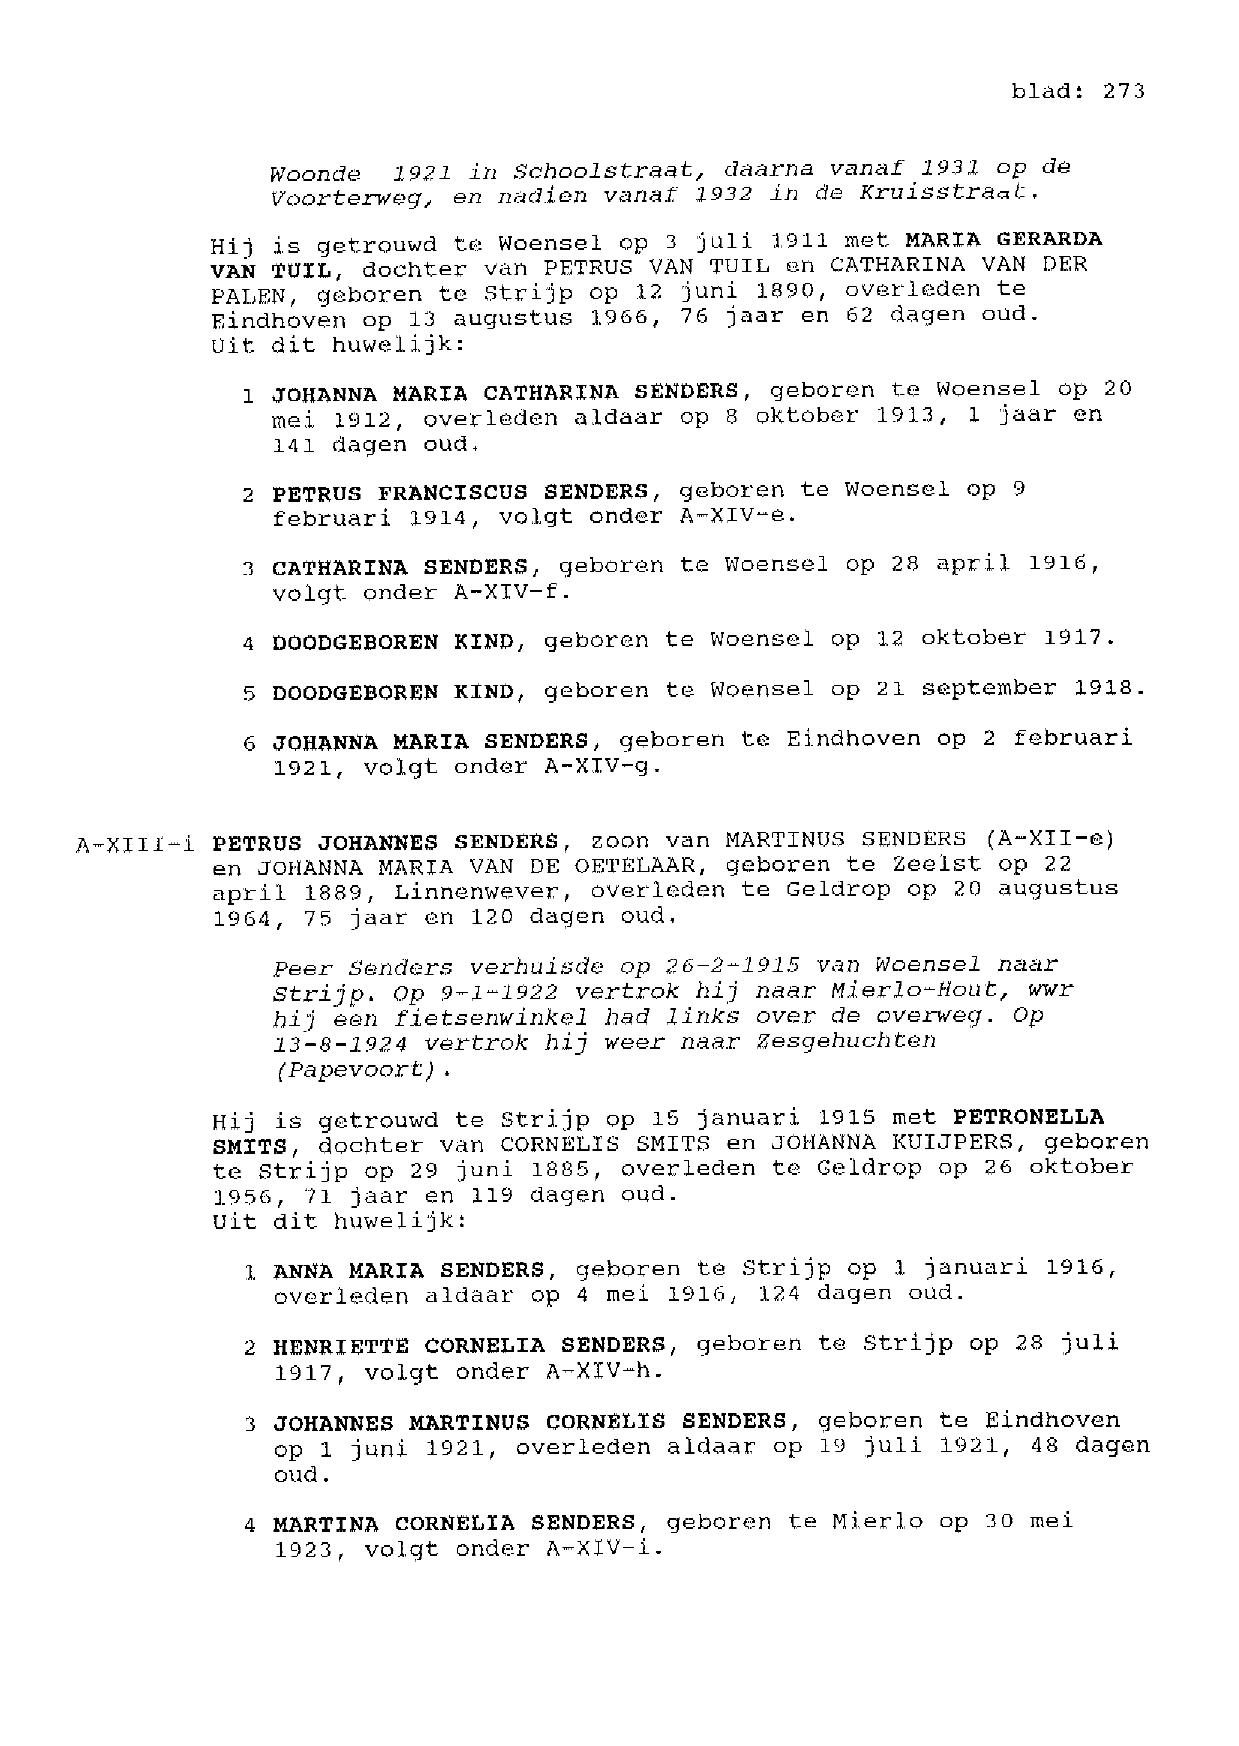 blad: 273
Woonde 1921 in Schoolstraat, daarna vanaf 1931 op de
Voorterweg, en nadien vanaf 1932 in de Kruisstraat.
Hij is getrouwd te Woensel op 3 juli 1911 met MARIA GERARDA
VAN TUIL, dochter van PETRUS VAN TUIL en CATHARINA VAN DER
PALEN, geboren te Strijp op 12 juni 1890, overleden te
Eindhoven op 13 augustus 1966, 76 jaar en 62 dagen oud.
Uit dit huwelijk:
1 JOHANNA MARIA CATHARINA SENDERS, geboren te Woensel op 20
mei 1912, overleden aldaar op 8 oktober 1913, 1 jaar en
141 dagen oud.
2 PETRUS FRANCISCUS SENDERS, geboren te Woensel op 9
februari 1914, volgt onder A-XIV-e.
3 CATHARINA SENDERS, geboren te Woensel op 28 april 1916,
volgt onder A-XIV-f.
4 DOODGEBOREN KIND, geboren te Woensel op 12 oktober 1917.
5 DOODGEBOREN KIND, geboren te Woensel op 21 september 1918.
6 JOHANNA MARIA SENDERS, geboren te Eindhoven op 2 februari
1921, volgt onder A-XIV-g.
A-XIII-i PETRUS JOHANNES SENDERS, zoon van MARTINUS SENDERS (A-XII-e)
en JOHANNA MARIA VAN DE OETELAAR, geboren te Zeelst op 22
april 1889, Linnenwever, overleden te Geldrop op 20 augustus
1964, 75 jaar en 120 dagen oud.
Peer Senders verhuisde op 26-2-1915 van Woensel naar
Strijp. Op 9-1-1922 vertrok hij naar Mierlo-Hout, wwr
hij een fietsenwinkel had links over de overweg. Op
13-8-1924 vertrok hij weer naar Zesgehuchten
(Papevoort).
Hij is getrouwd te Strijp op 15 januari 1915 met PETRONELLA
SMITS, dochter van CORNELIS SMITS en JOHANNA KUIJPERS, geboren
te Strijp op 29 juni 1885, overleden te Geldrop op 26 oktober
1956, 71 jaar en 119 dagen oud.
Uit dit huwelijk:
1 ANNA MARIA SENDERS, geboren te Strijp op 1 januari 1916,
overleden aldaar op 4 mei 1916, 124 dagen oud.
2 HENRIETTE CORNELIA SENDERS, geboren te Strijp op 28 juli
1917, volgt onder A-XIV-h.
3 JOHANNES MARTINUS CORNELIS SENDERS, geboren te Eindhoven
op 1 juni 1921, overleden aldaar op 19 juli 1921, 48 dagen
oud.
4 MARTINA CORNELIA SENDERS, geboren te Mierlo op 30 mei
1923, volgt onder A-XIV-i.